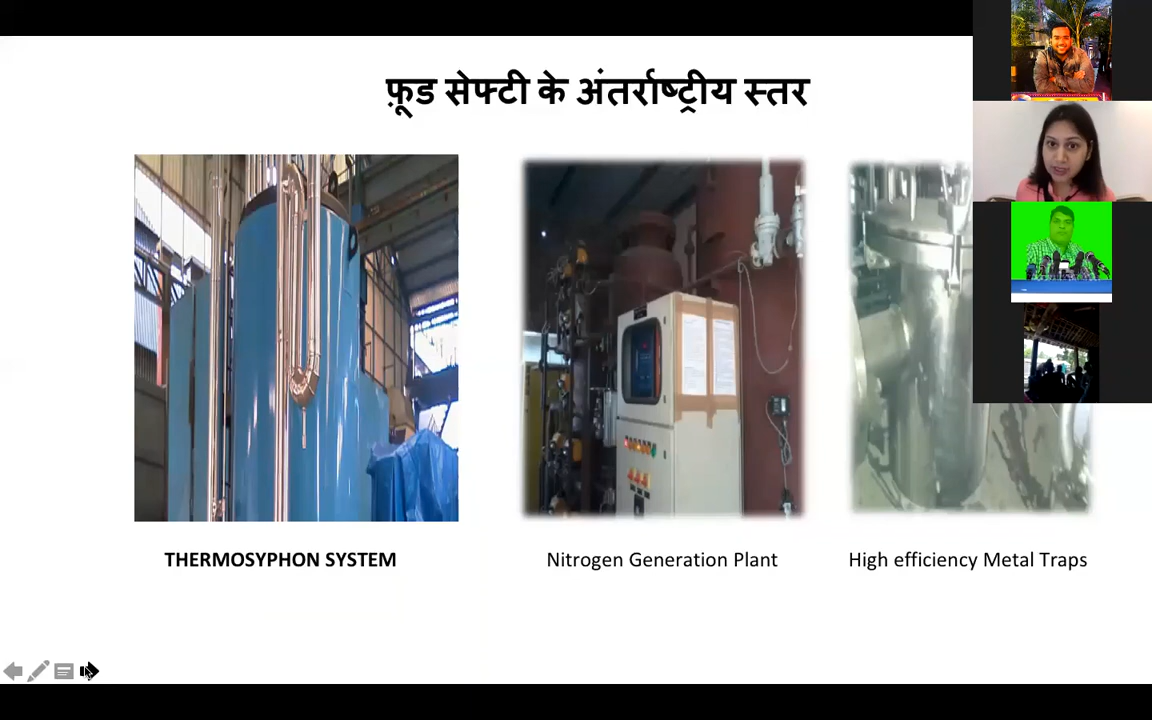 फ़ूड सेफ्टी के अंतर्राष्ट्रीय स्तर
THERMOSYPHON SYSTEM
Nitrogen Generation Plant
High efficiency Metal Traps